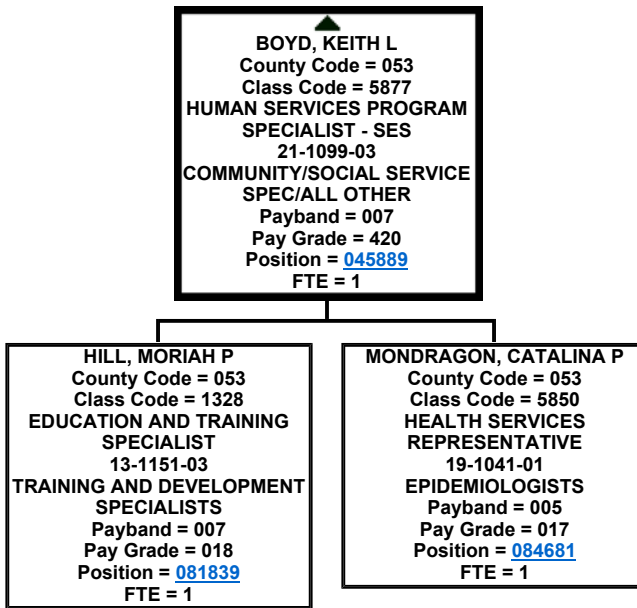 BOYD, KEITH L
County Code = 053
Class Code = 5877
HUMAN SERVICES PROGRAM
SPECIALIST - SES
21-1099-03
COMMUNITY/SOCIAL SERVICE
SPEC/ALL OTHER
Payband = 007
Pay Grade = 420
Position = 045889
FTE = 1
HILL, MORIAH P
County Code = 053
Class Code = 1328
EDUCATION AND TRAINING
SPECIALIST
13-1151-03
TRAINING AND DEVELOPMENT
SPECIALISTS
Payband = 007
Pay Grade = 018
Position = 081839
FTE = 1
MONDRAGON, CATALINA P
County Code = 053
Class Code = 5850
HEALTH SERVICES
REPRESENTATIVE
19-1041-01
EPIDEMIOLOGISTS
Payband = 005
Pay Grade = 017
Position = 084681
FTE = 1